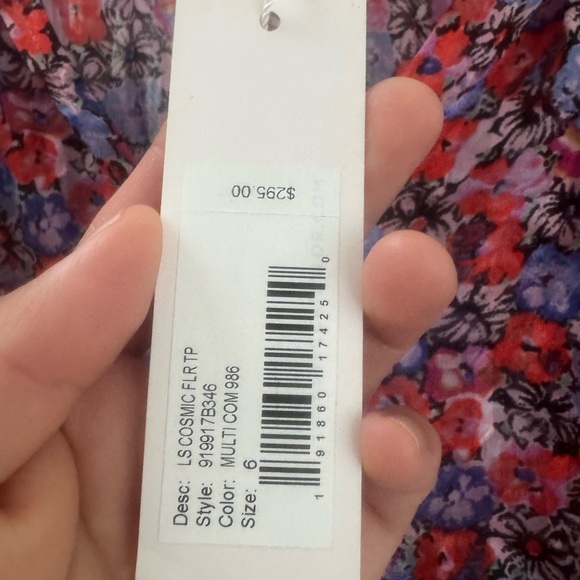 $295.00
Desc: LS COSMIC FLR TP
Style: 919917B346
Color: MULTI COM 986
Size: 6
1 91860 17425 0